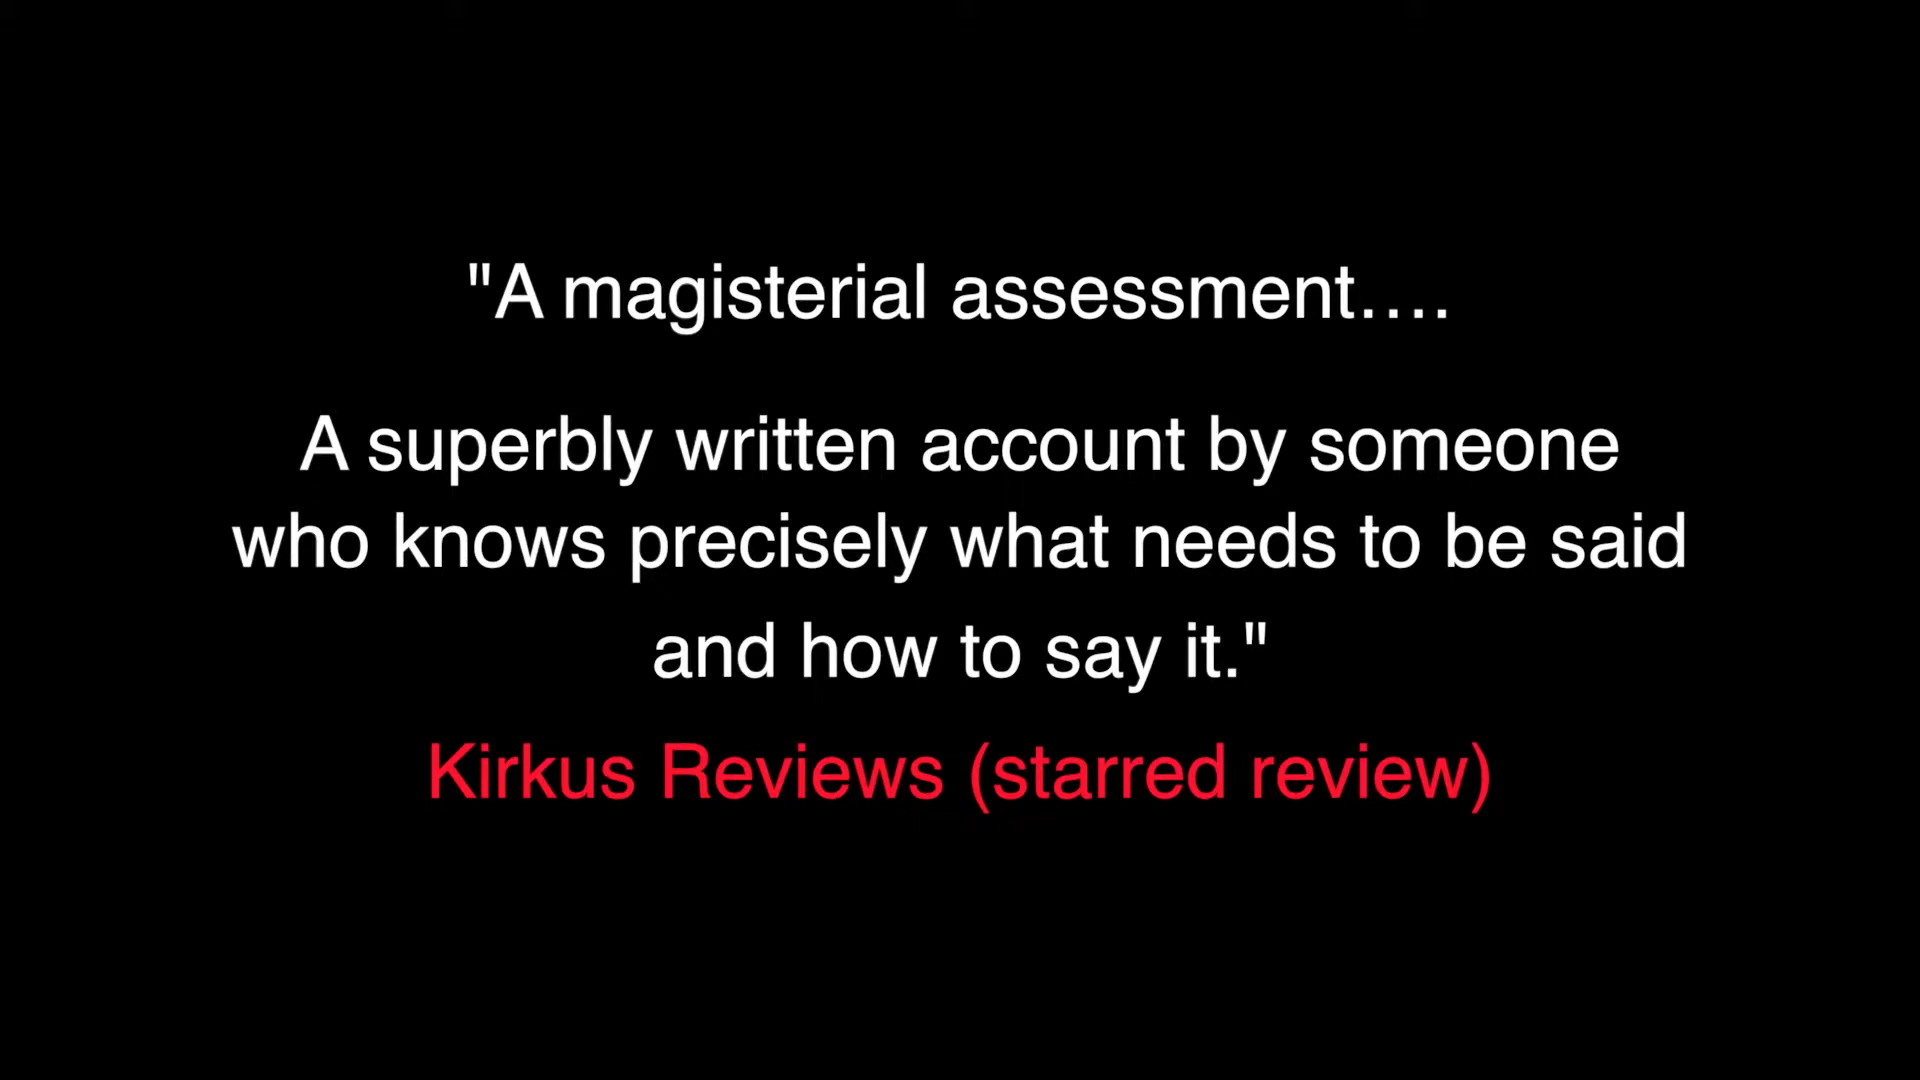 "A magisterial assessment....
A superbly written account by someone
who knows precisely what needs to be said
and how to say it."
Kirkus Reviews (starred review)